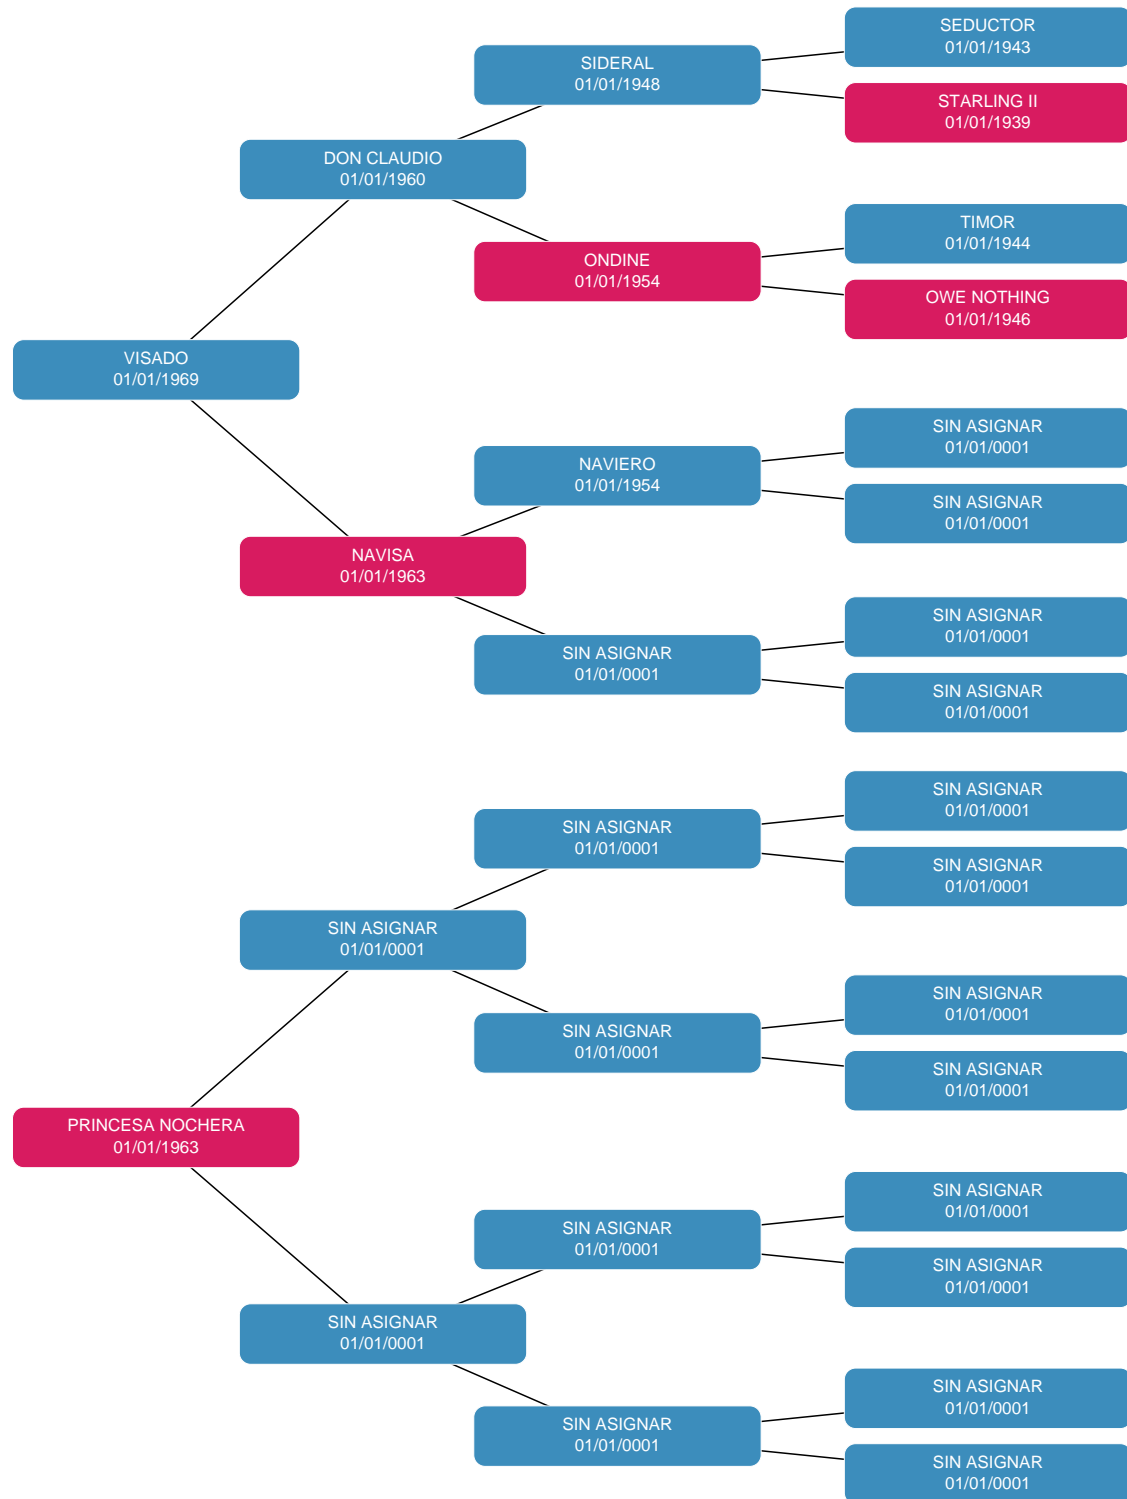 SEDUCTOR
01/01/1943
SIDERAL
01/01/1948
STARLING II
01/01/1939
DON CLAUDIO
01/01/1960
TIMOR
01/01/1944
ONDINE
01/01/1954
OWE NOTHING
01/01/1946
VISADO
01/01/1969
SIN ASIGNAR
01/01/0001
NAVIERO
01/01/1954
SIN ASIGNAR
01/01/0001
NAVISA
01/01/1963
SIN ASIGNAR
01/01/0001
SIN ASIGNAR
01/01/0001
SIN ASIGNAR
01/01/0001
SIN ASIGNAR
01/01/0001
SIN ASIGNAR
01/01/0001
SIN ASIGNAR
01/01/0001
SIN ASIGNAR
01/01/0001
SIN ASIGNAR
01/01/0001
SIN ASIGNAR
01/01/0001
SIN ASIGNAR
01/01/0001
PRINCESA NOCHERA
01/01/1963
SIN ASIGNAR
01/01/0001
SIN ASIGNAR
01/01/0001
SIN ASIGNAR
01/01/0001
SIN ASIGNAR
01/01/0001
SIN ASIGNAR
01/01/0001
SIN ASIGNAR
01/01/0001
SIN ASIGNAR
01/01/0001